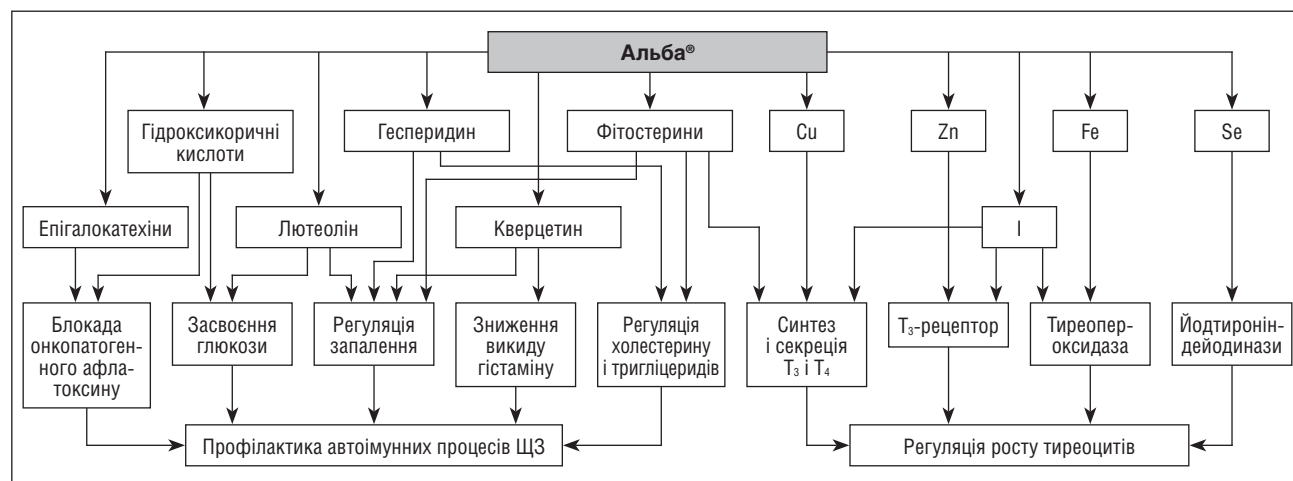 Альба®
Гідроксикоричні
кислоти
Гесперидин
Фітостерини
Cu
Zn
Fe
Se
Епігалокатехіни
Лютеолін
Кверцетин
I
Блокада
онкопатоген-
ного афла-
токсину
Засвоєння
глюкози
Регуляція
запалення
Зниження
викиду
гістаміну
Регуляція
холестерину
і тригліцеридів
Синтез
і секреція
T₃ і T₄
T₃-рецептор
Тиреопер-
оксидаза
Йодтиронін-
дейодинази
Профілактика автоімунних процесів ЩЗ
Регуляція росту тиреоцитів